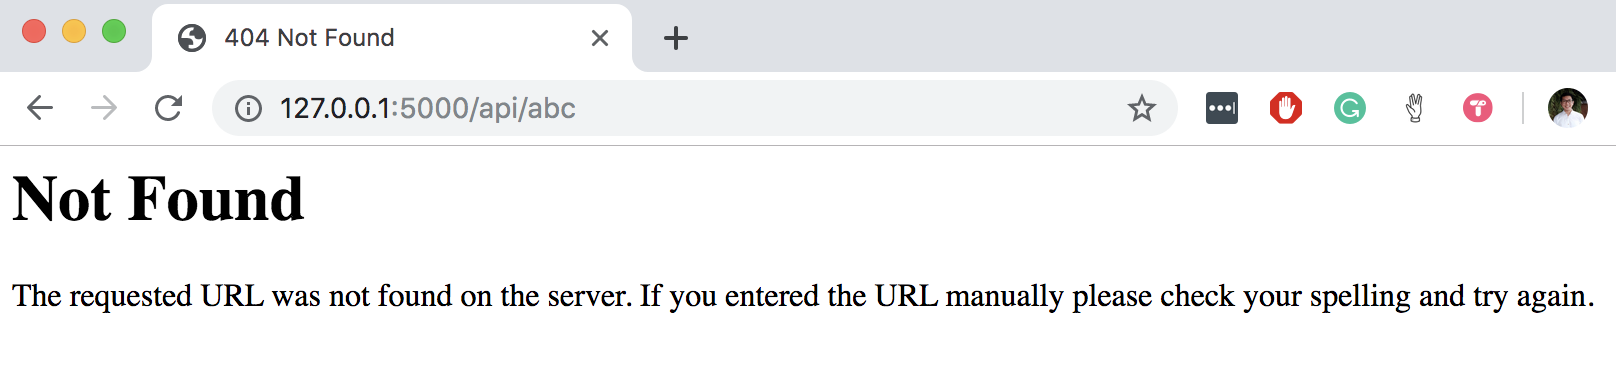 404 Not Found
127.0.0.1:5000/api/abc
Not Found
The requested URL was not found on the server. If you entered the URL manually please check your spelling and try again.